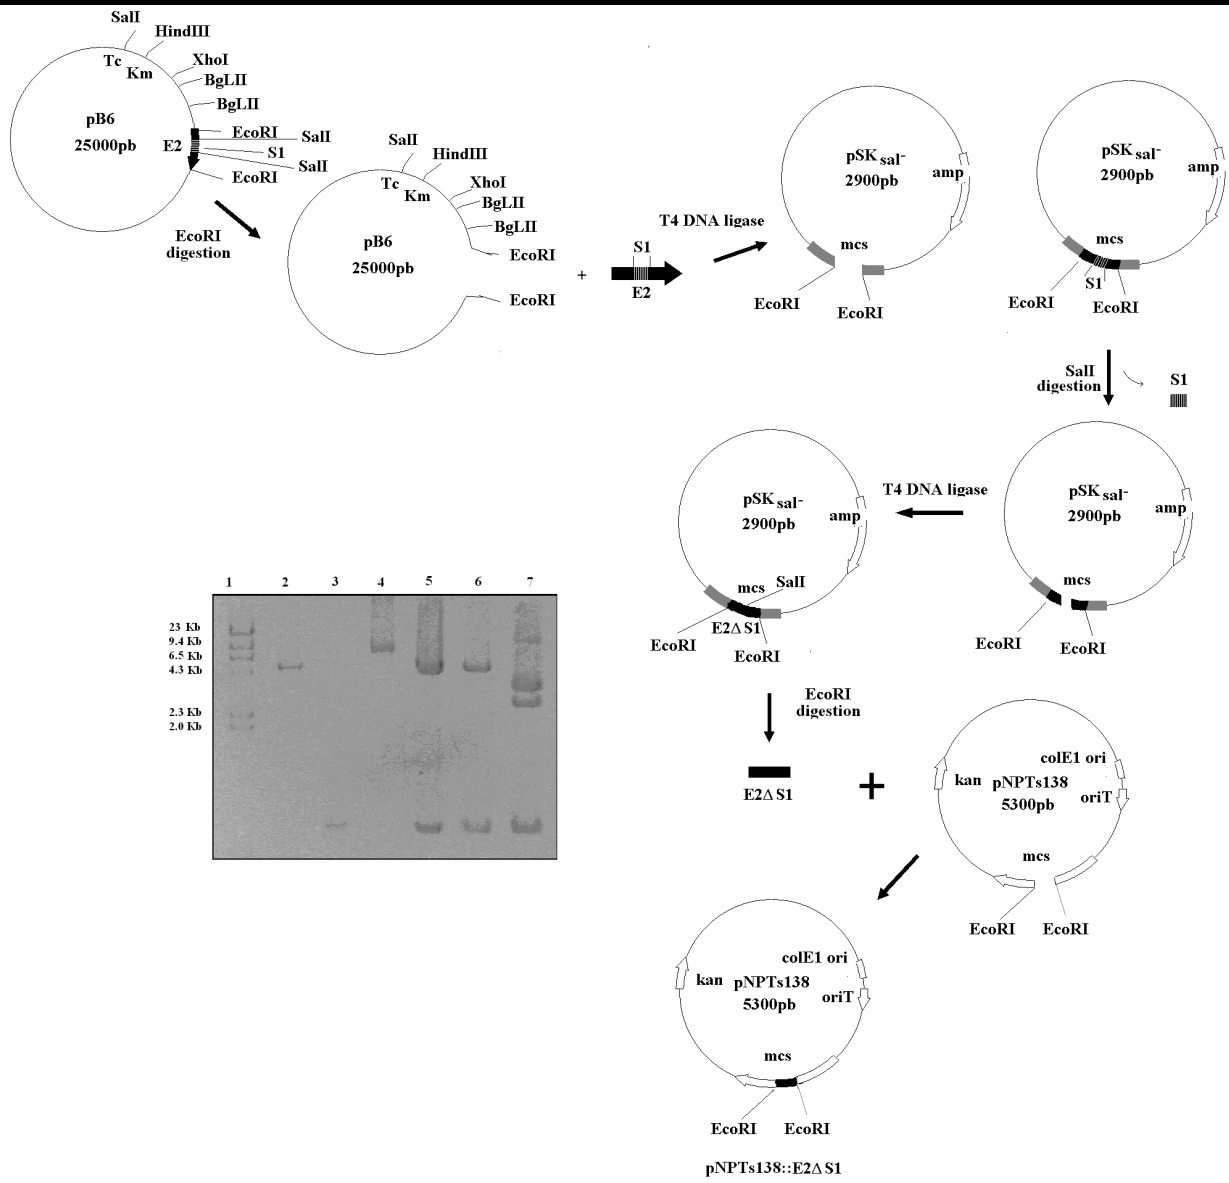 SalI
HindIII
Tc
Km
XhoI
BgLII
BgLII
pB6
25000pb
E2
EcoRI
SalI
S1
SalI
EcoRI
EcoRI
digestion
SalI
HindIII
Tc
Km
XhoI
BgLII
BgLII
pB6
25000pb
EcoRI
EcoRI
+
S1
E2
T4 DNA ligase
pSK sal-
2900pb
amp
mcs
EcoRI
EcoRI
pSK sal-
2900pb
amp
mcs
S1
EcoRI
EcoRI
SalI
digestion
S1
pSK sal-
2900pb
amp
mcs
EcoRI
EcoRI
T4 DNA ligase
pSK sal-
2900pb
amp
mcs
SalI
E2Δ S1
EcoRI
EcoRI
EcoRI
digestion
E2Δ S1
+
colE1 ori
kan
pNPTs138
5300pb
oriT
mcs
EcoRI
EcoRI
colE1 ori
kan
pNPTs138
5300pb
oriT
mcs
EcoRI
EcoRI
pNPTs138::E2Δ S1
1 2 3 4 5 6 7
23 Kb
9.4 Kb
6.5 Kb
4.3 Kb
2.3 Kb
2.0 Kb